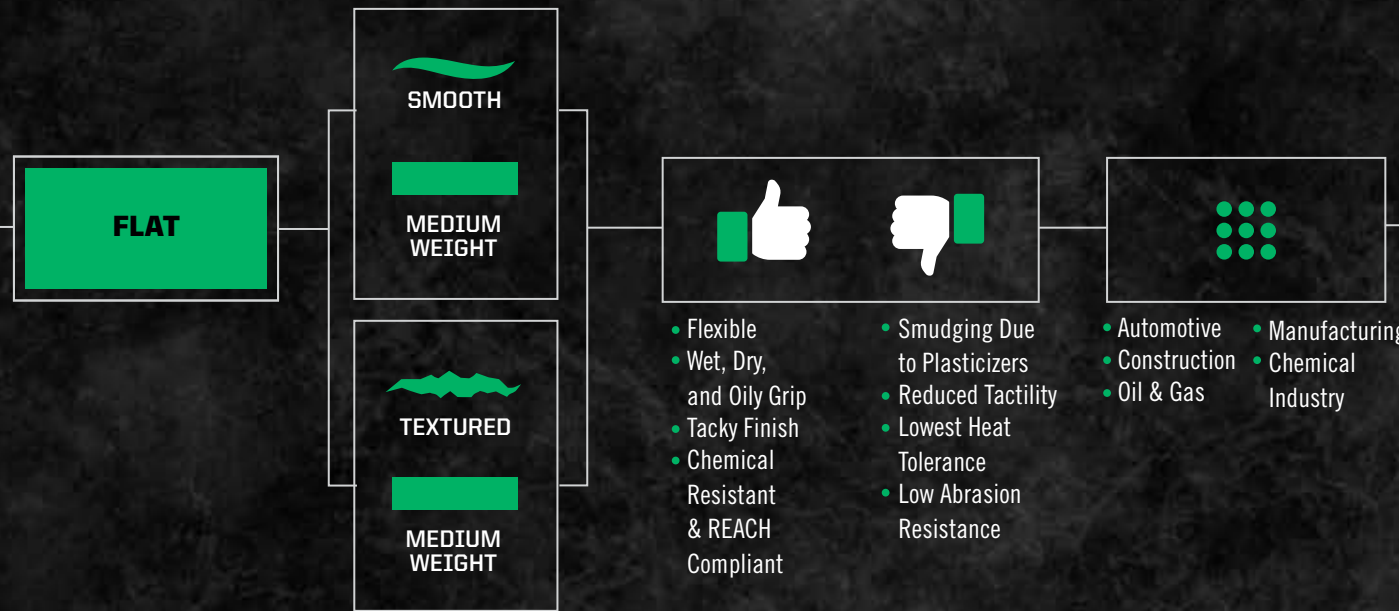 FLAT
SMOOTH
MEDIUM
WEIGHT
TEXTURED
MEDIUM
WEIGHT
• Flexible
• Wet, Dry,
and Oily Grip
• Tacky Finish
• Chemical
Resistant
& REACH
Compliant
• Smudging Due
to Plasticizers
• Reduced Tactility
• Lowest Heat
Tolerance
• Low Abrasion
Resistance
• Automotive
• Construction
• Oil & Gas
• Manufacturing
• Chemical
Industry